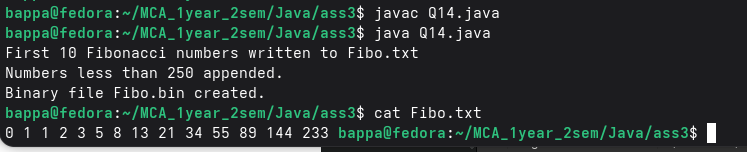 bappa@fedora:~/MCA_1year_2sem/Java/ass3$ javac Q14.java
bappa@fedora:~/MCA_1year_2sem/Java/ass3$ java Q14.java
First 10 Fibonacci numbers written to Fibo.txt
Numbers less than 250 appended.
Binary file Fibo.bin created.
bappa@fedora:~/MCA_1year_2sem/Java/ass3$ cat Fibo.txt
0 1 1 2 3 5 8 13 21 34 55 89 144 233 bappa@fedora:~/MCA_1year_2sem/Java/ass3$